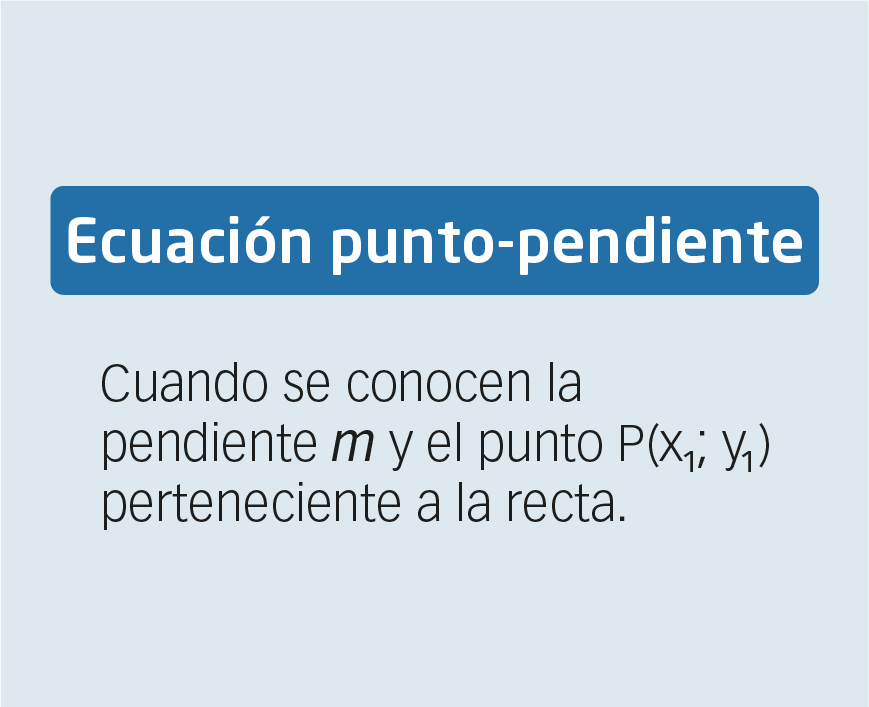 Ecuación punto-pendiente
Cuando se conocen la
pendiente m y el punto P(x₁; y₁)
perteneciente a la recta.